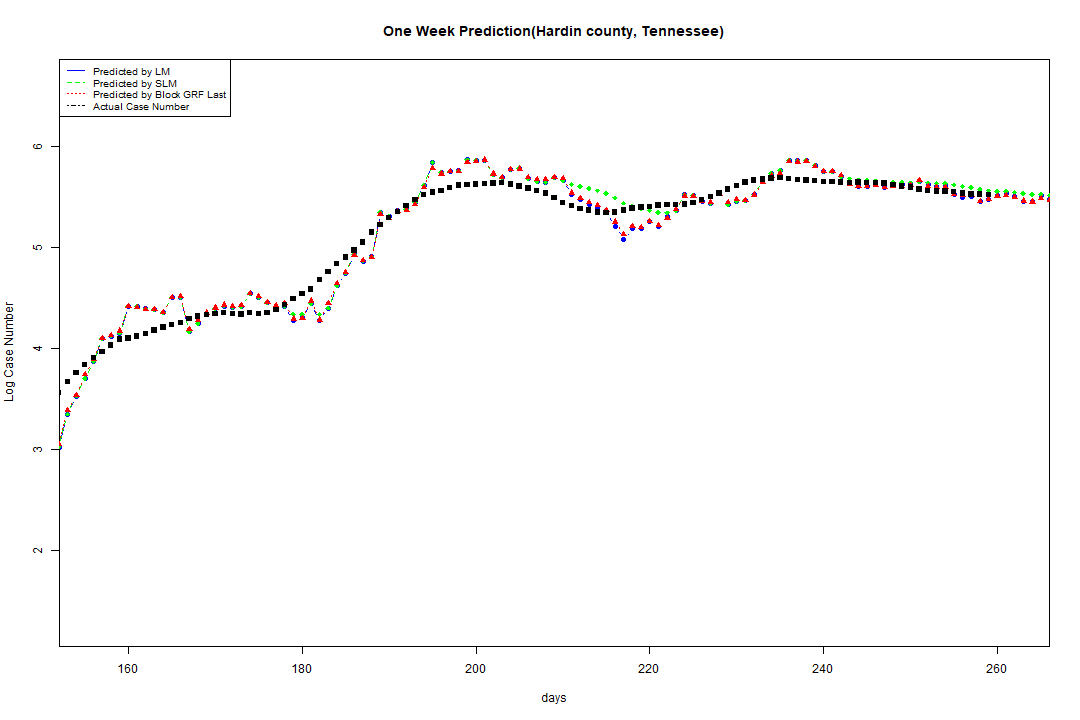 One Week Prediction(Hardin county, Tennessee)
Predicted by LM
Predicted by SLM
Predicted by Block GRF Last
Actual Case Number
6
5
4
3
2
Log Case Number
160 180 200 220 240 260
days